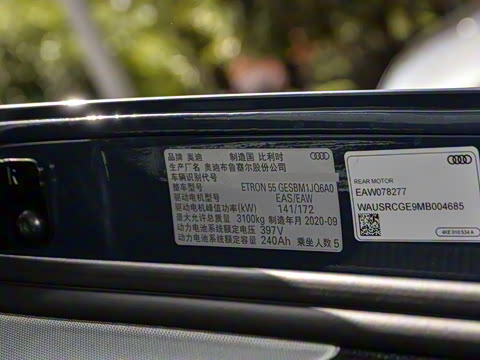 品牌 奥迪 制造国 比利时
生产厂名 奥迪布鲁塞尔股份公司
车辆识别代号
整车型号 ETRON 55 GESBM1JQ6A0
驱动电机型号 EAS/EAW
驱动电机峰值功率(kW) 141/172
最大允许总质量 3100kg 制造年月 2020-09
动力电池系统额定电压 397V
动力电池系统额定容量 240Ah 乘坐人数 5
REAR MOTOR
EAW078277
WAUSRCGE9MB004685
4KE 010 534 A